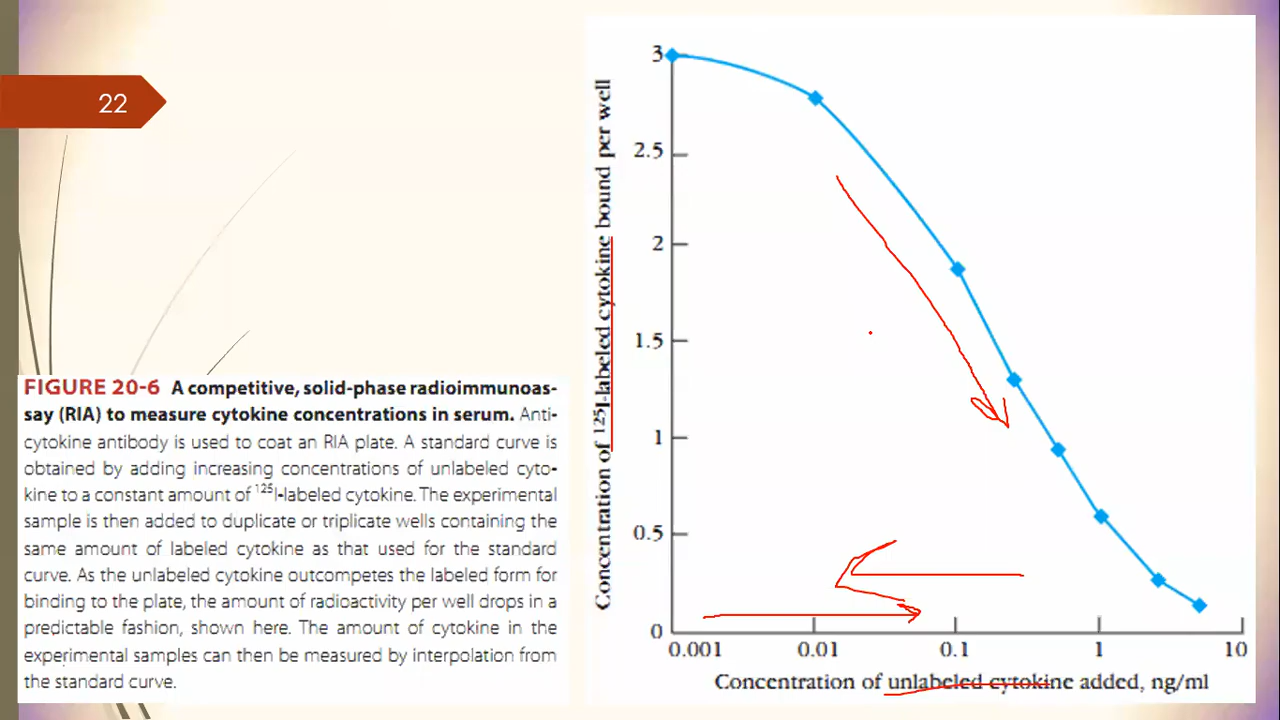 22
FIGURE 20-6 A competitive, solid-phase radioimmunoas-
say (RIA) to measure cytokine concentrations in serum. Anti-
cytokine antibody is used to coat an RIA plate. A standard curve is
obtained by adding increasing concentrations of unlabeled cyto-
kine to a constant amount of ¹²⁵I-labeled cytokine. The experimental
sample is then added to duplicate or triplicate wells containing the
same amount of labeled cytokine as that used for the standard
curve. As the unlabeled cytokine outcompetes the labeled form for
binding to the plate, the amount of radioactivity per well drops in a
predictable fashion, shown here. The amount of cytokine in the
experimental samples can then be measured by interpolation from
the standard curve.
Concentration of ¹²⁵I-labeled cytokine bound per well
3
2.5
2
1.5
1
0.5
0
0.001 0.01 0.1 1 10
Concentration of unlabeled cytokine added, ng/ml